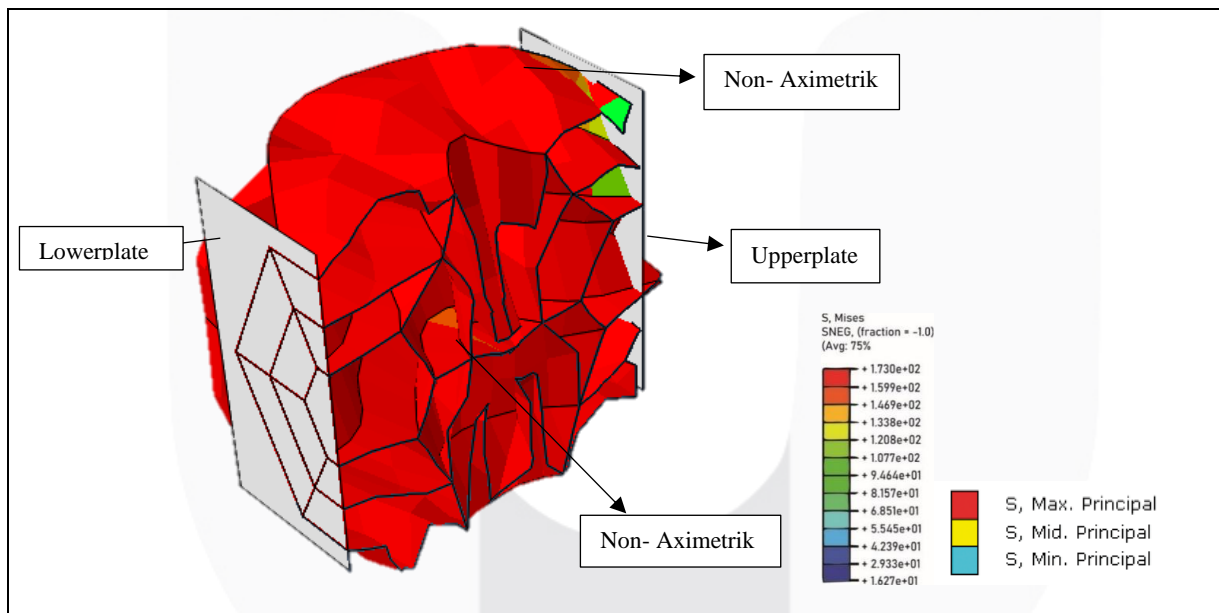 Non- Aximetrik
Lowerplate
Upperplate
Non- Aximetrik
S, Mises
SNEG, (fraction = -1.0)
(Avg: 75%
+ 1.730e+02
+ 1.599e+02
+ 1.469e+02
+ 1.338e+02
+ 1.208e+02
+ 1.077e+02
+ 9.464e+01
+ 8.157e+01
+ 6.851e+01
+ 5.545e+01
+ 4.239e+01
+ 2.933e+01
+ 1.627e+01
S, Max. Principal
S, Mid. Principal
S, Min. Principal